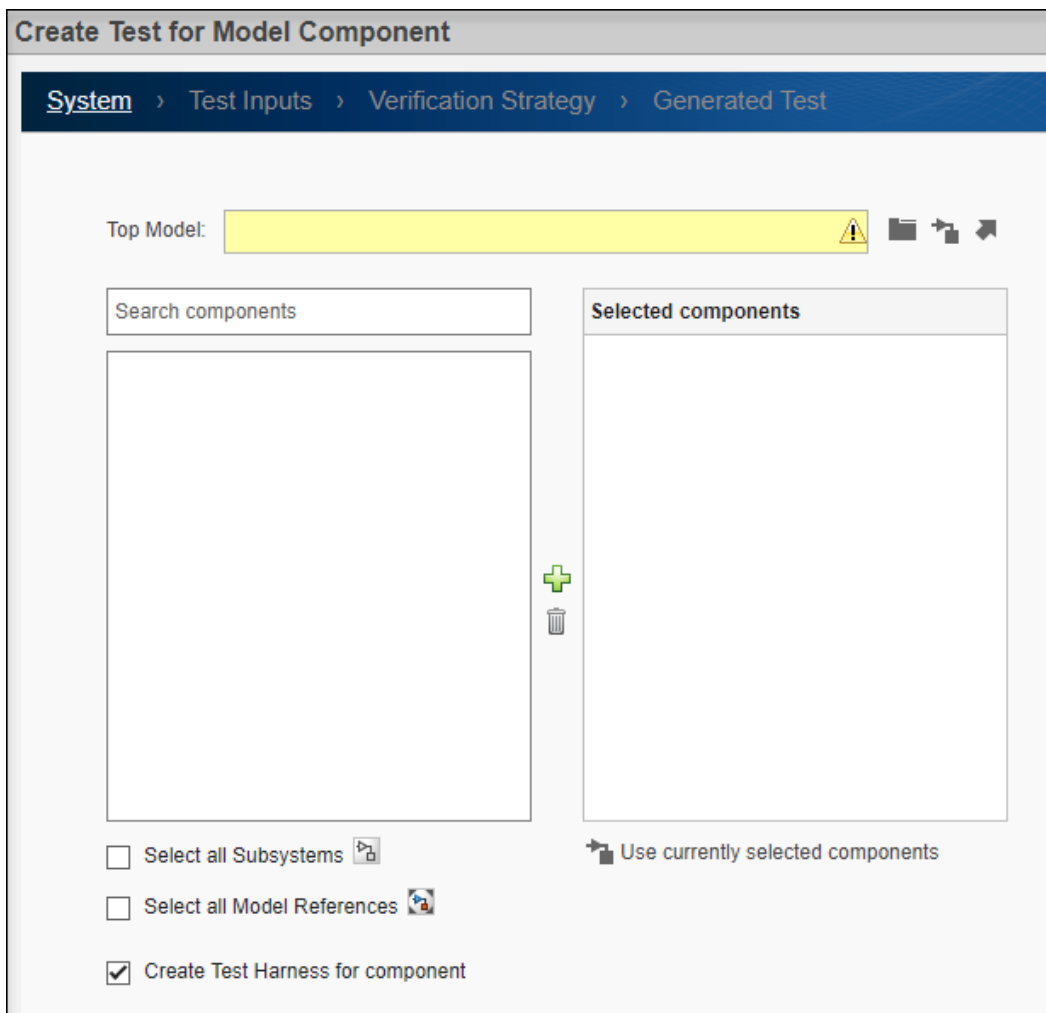 Create Test for Model Component
System › Test Inputs › Verification Strategy › Generated Test
Top Model:
Search components
Selected components
Select all Subsystems
Use currently selected components
Select all Model References
Create Test Harness for component